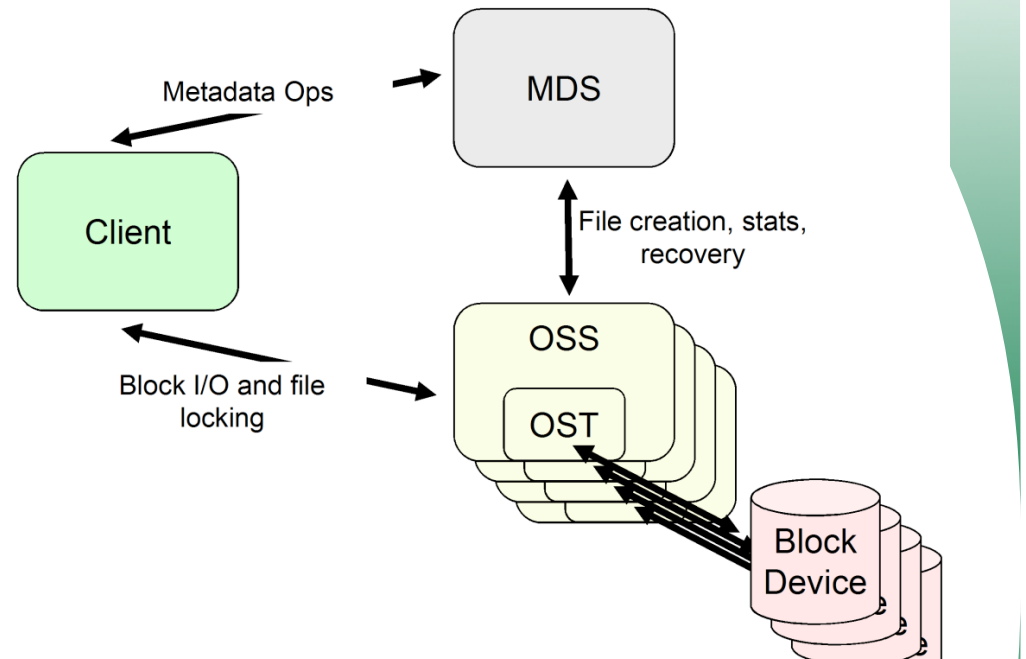 MDS
Metadata Ops
Client
File creation, stats,
recovery
OSS
Block I/O and file
locking
OST
Block
Device
e
e
e